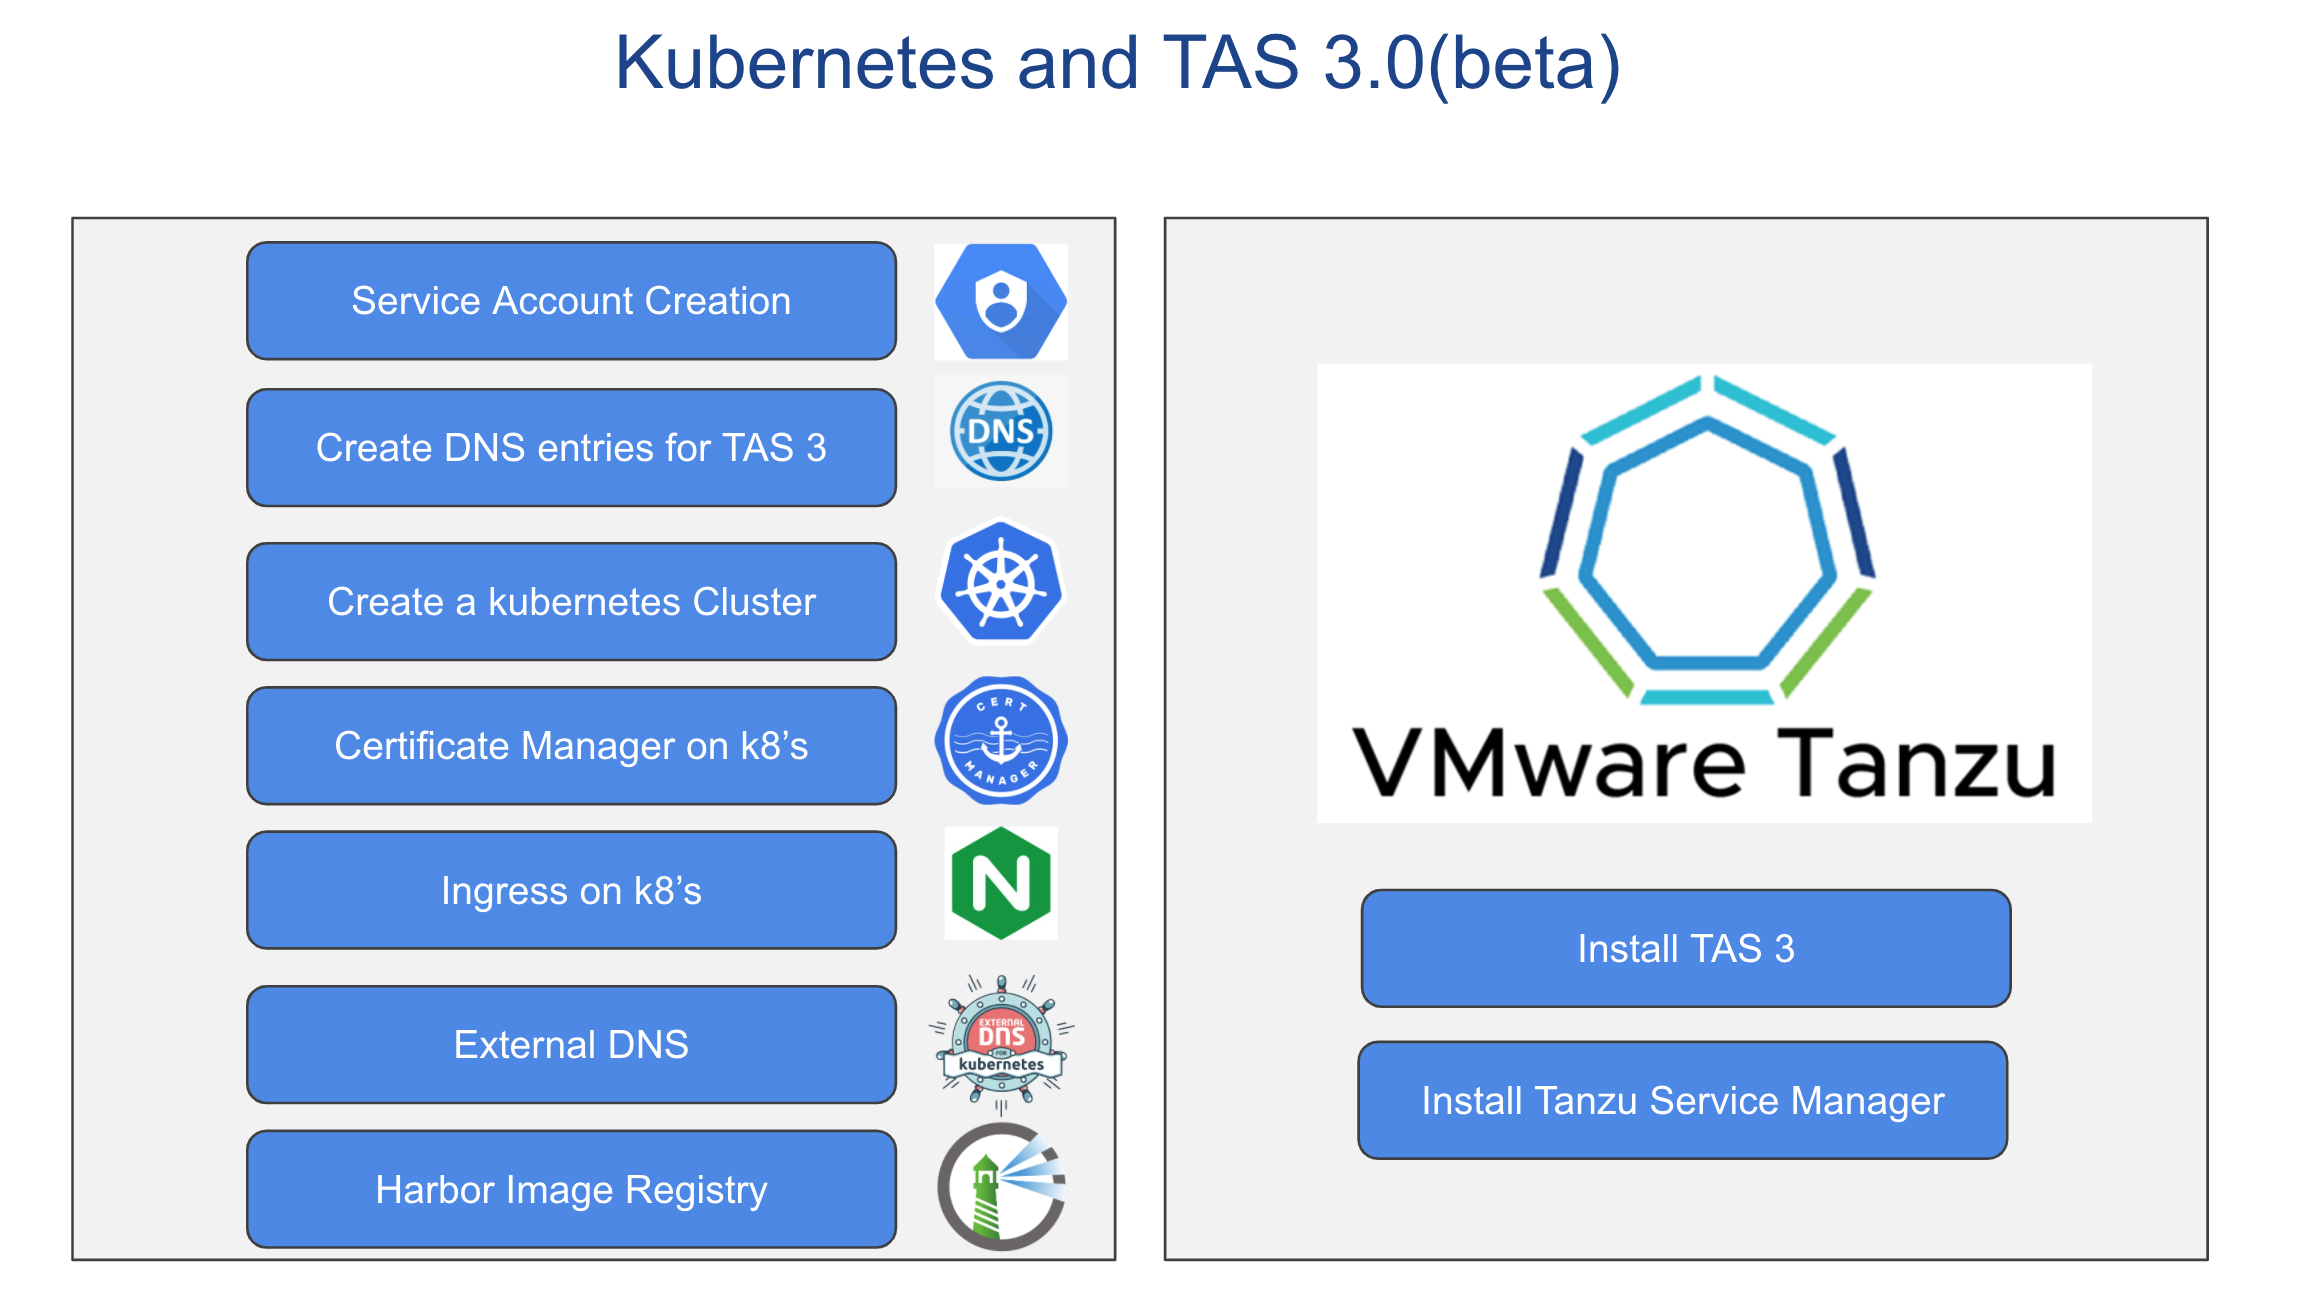 Kubernetes and TAS 3.0(beta)
Service Account Creation
Create DNS entries for TAS 3
DNS
Create a kubernetes Cluster
Certificate Manager on k8’s
CERT
MANAGER
Ingress on k8’s
N
External DNS
EXTERNAL
DNS
FOR
kubernetes
Harbor Image Registry
VMware Tanzu
Install TAS 3
Install Tanzu Service Manager